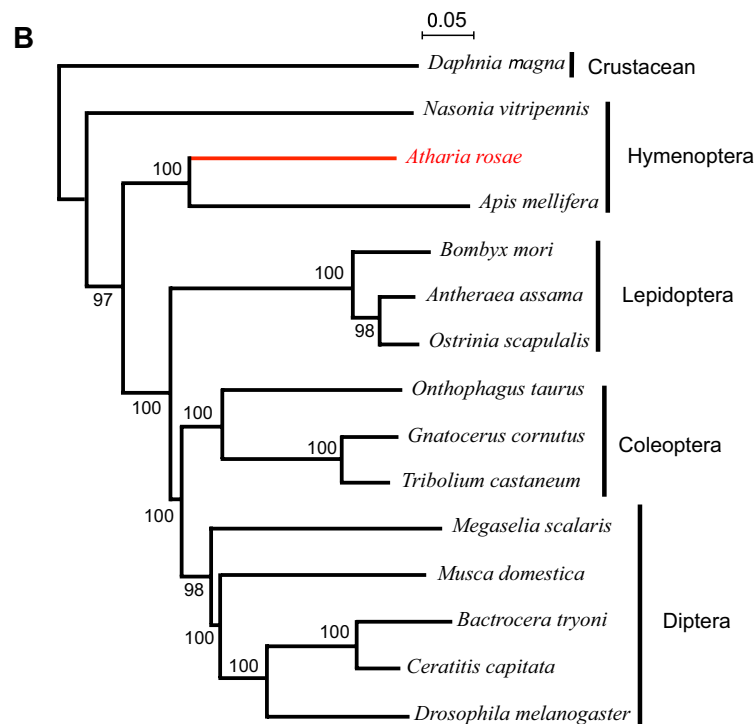 B
0.05
Daphnia magna
Crustacean
Nasonia vitripennis
100
Atharia rosae
Hymenoptera
Apis mellifera
Bombyx mori
100
Antheraea assama
Lepidoptera
97
98
Ostrinia scapulalis
Onthophagus taurus
100
100
Gnatocerus cornutus
100
Coleoptera
Tribolium castaneum
100
Megaselia scalaris
Musca domestica
98
Bactrocera tryoni
Diptera
100
100
Ceratitis capitata
100
Drosophila melanogaster